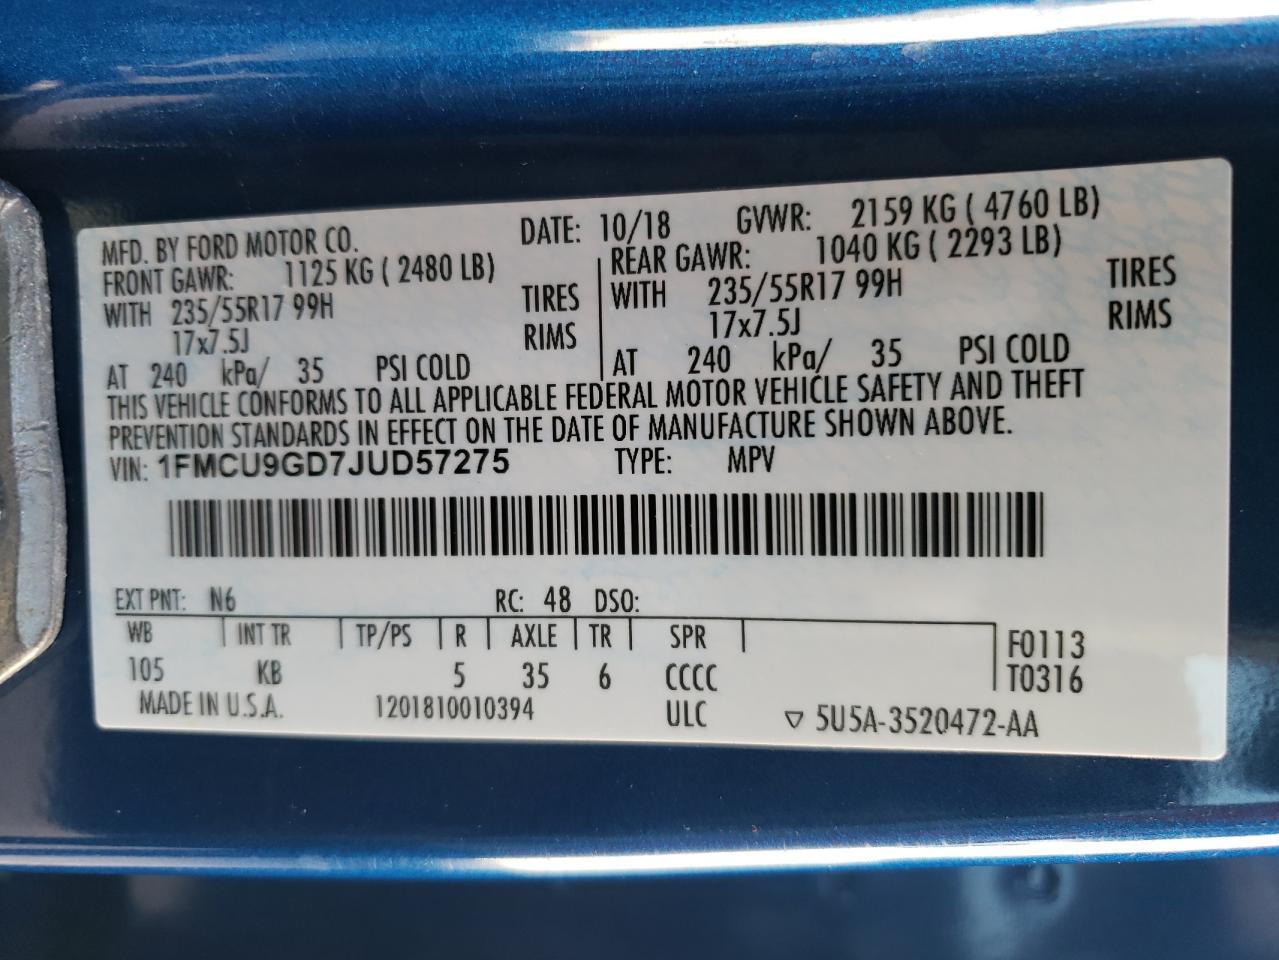 MFD. BY FORD MOTOR CO. DATE: 10/18 GVWR: 2159 KG ( 4760 LB)
FRONT GAWR: 1125 KG ( 2480 LB) REAR GAWR: 1040 KG ( 2293 LB)
WITH 235/55R17 99H TIRES WITH 235/55R17 99H TIRES
17x7.5J RIMS 17x7.5J RIMS
AT 240 kPa/ 35 PSI COLD AT 240 kPa/ 35 PSI COLD
THIS VEHICLE CONFORMS TO ALL APPLICABLE FEDERAL MOTOR VEHICLE SAFETY AND THEFT
PREVENTION STANDARDS IN EFFECT ON THE DATE OF MANUFACTURE SHOWN ABOVE.
VIN: 1FMCU9GD7JUD57275 TYPE: MPV
EXT PNT: N6 RC: 48 DSO:
WB INT TR TP/PS R AXLE TR SPR F0113
105 KB 5 35 6 CCCC T0316
MADE IN U.S.A. 1201810010394 ULC ▽ 5U5A-3520472-AA